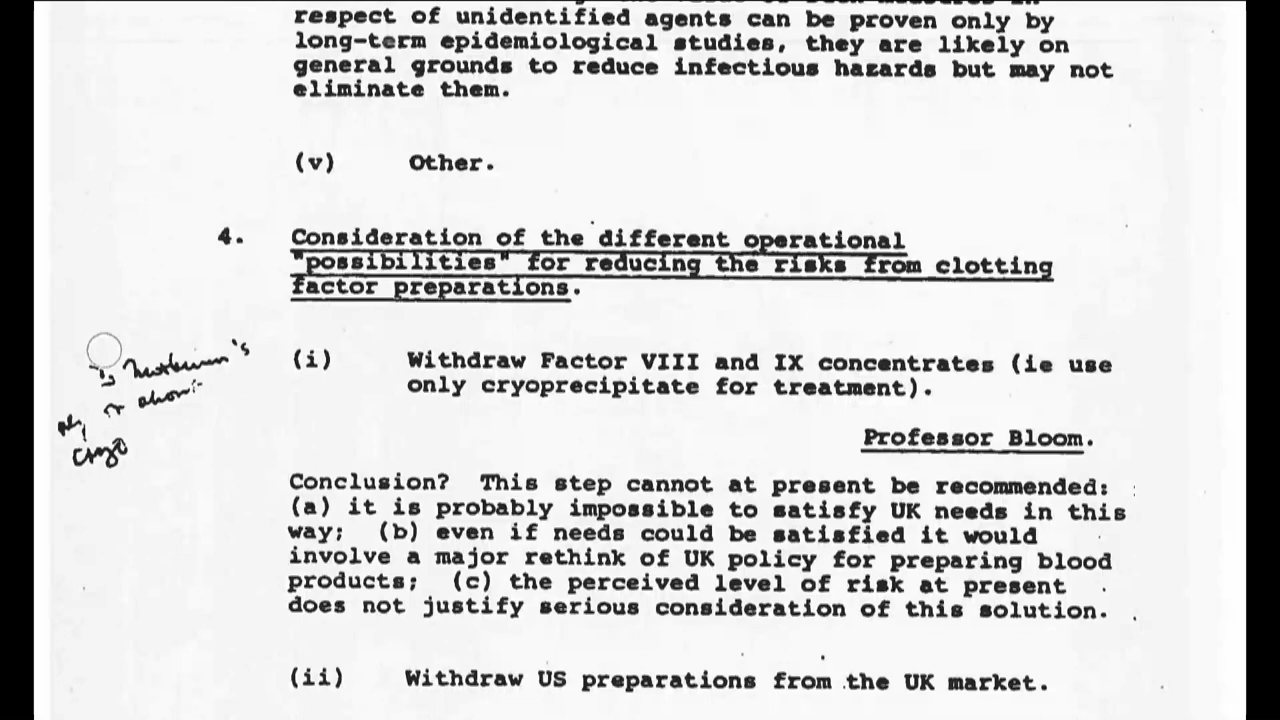 respect of unidentified agents can be proven only by
long-term epidemiological studies, they are likely on
general grounds to reduce infectious hazards but may not
eliminate them.
(v) Other.
4. Consideration of the different operational
"possibilities" for reducing the risks from clotting
factor preparations.
(i) Withdraw Factor VIII and IX concentrates (ie use
only cryoprecipitate for treatment).
Professor Bloom.
Conclusion? This step cannot at present be recommended:
(a) it is probably impossible to satisfy UK needs in this
way; (b) even if needs could be satisfied it would
involve a major rethink of UK policy for preparing blood
products; (c) the perceived level of risk at present
does not justify serious consideration of this solution.
(ii) Withdraw US preparations from the UK market.